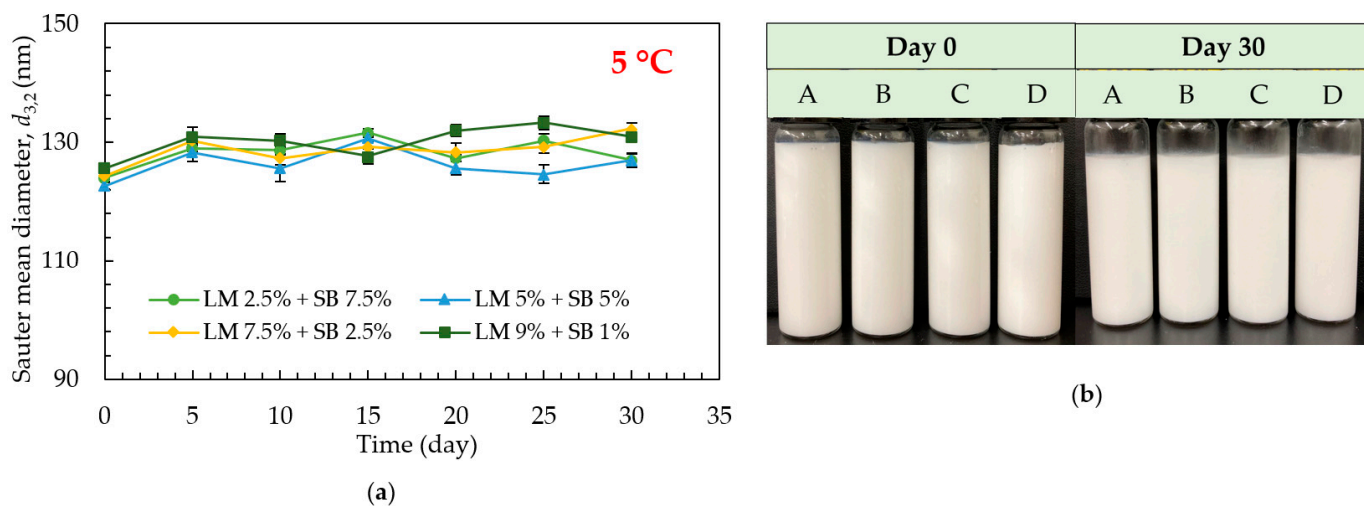 (a)
150
130
110
90
Sauter mean diameter, d3,2 (nm)
5 °C
LM 2.5% + SB 7.5%
LM 5% + SB 5%
LM 7.5% + SB 2.5%
LM 9% + SB 1%
0 5 10 15 20 25 30 35
Time (day)
(a)
(b)
Day 0 Day 30
A B C D A B C D
(b)